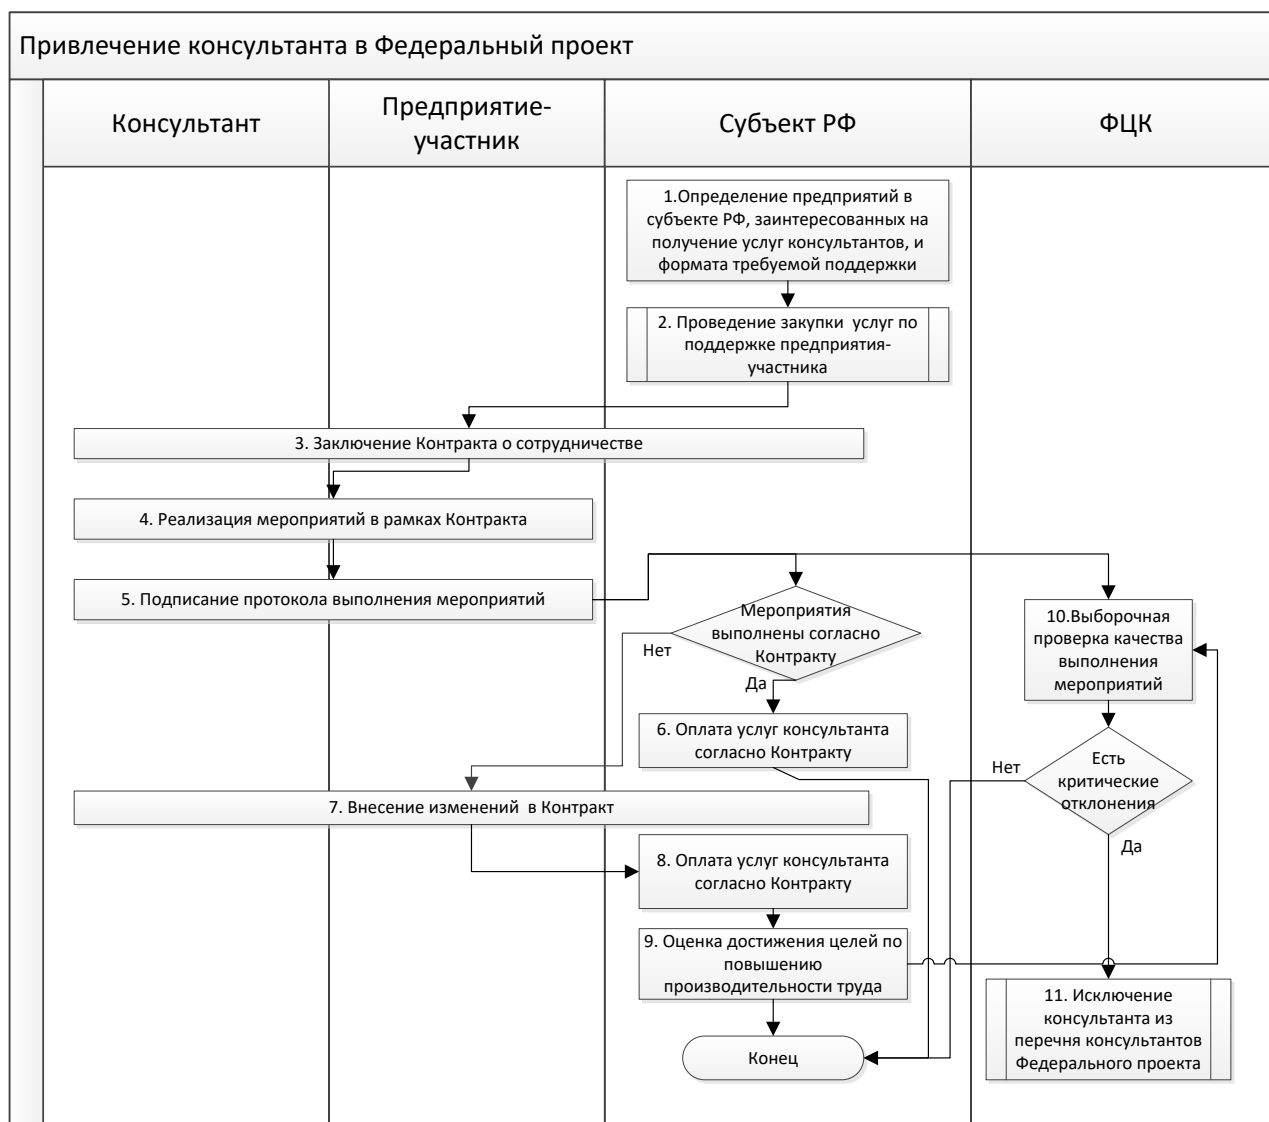 Привлечение консультанта в Федеральный проект
Консультант
Предприятие-
участник
Субъект РФ
ФЦК
1.Определение предприятий в
субъекте РФ, заинтересованных на
получение услуг консультантов, и
формата требуемой поддержки
2. Проведение закупки услуг по
поддержке предприятия-
участника
3. Заключение Контракта о сотрудничестве
4. Реализация мероприятий в рамках Контракта
5. Подписание протокола выполнения мероприятий
Мероприятия
выполнены согласно
Контракту
Нет
Да
10.Выборочная
проверка качества
выполнения
мероприятий
6. Оплата услуг консультанта
согласно Контракту
Нет
Есть
критические
отклонения
Да
7. Внесение изменений в Контракт
8. Оплата услуг консультанта
согласно Контракту
9. Оценка достижения целей по
повышению
производительности труда
11. Исключение
консультанта из
перечня консультантов
Федерального проекта
Конец